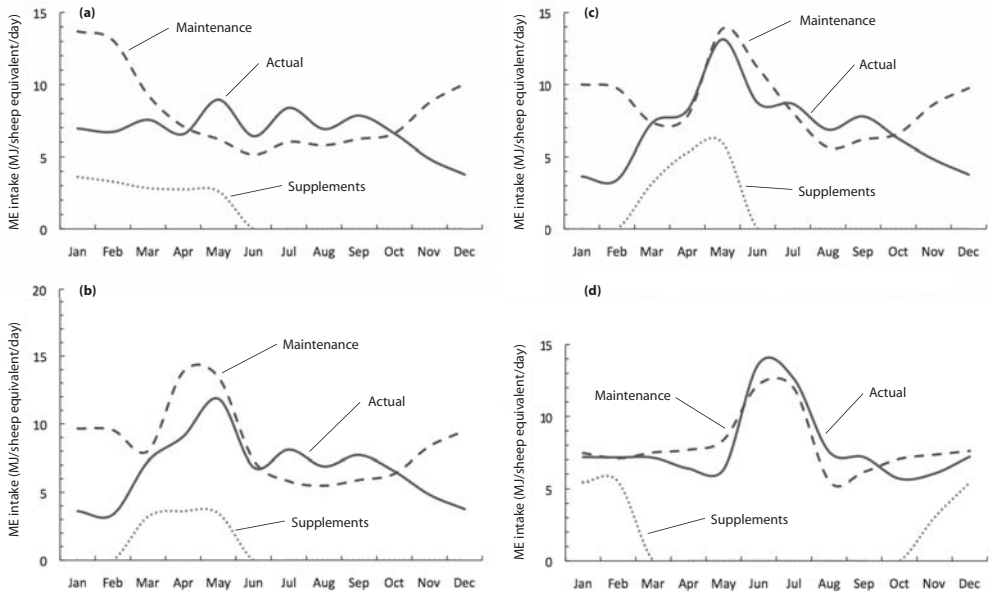 (a)
ME intake (MJ/sheep equivalent/day)
15
10
5
0
Maintenance
Actual
Supplements
Jan Feb Mar Apr May Jun Jul Aug Sep Oct Nov Dec
(c)
ME intake (MJ/sheep equivalent/day)
15
10
5
0
Maintenance
Actual
Supplements
Jan Feb Mar Apr May Jun Jul Aug Sep Oct Nov Dec
(b)
ME intake (MJ/sheep equivalent/day)
20
15
10
5
0
Maintenance
Actual
Supplements
Jan Feb Mar Apr May Jun Jul Aug Sep Oct Nov Dec
(d)
ME intake (MJ/sheep equivalent/day)
15
10
5
0
Maintenance
Actual
Supplements
Jan Feb Mar Apr May Jun Jul Aug Sep Oct Nov Dec